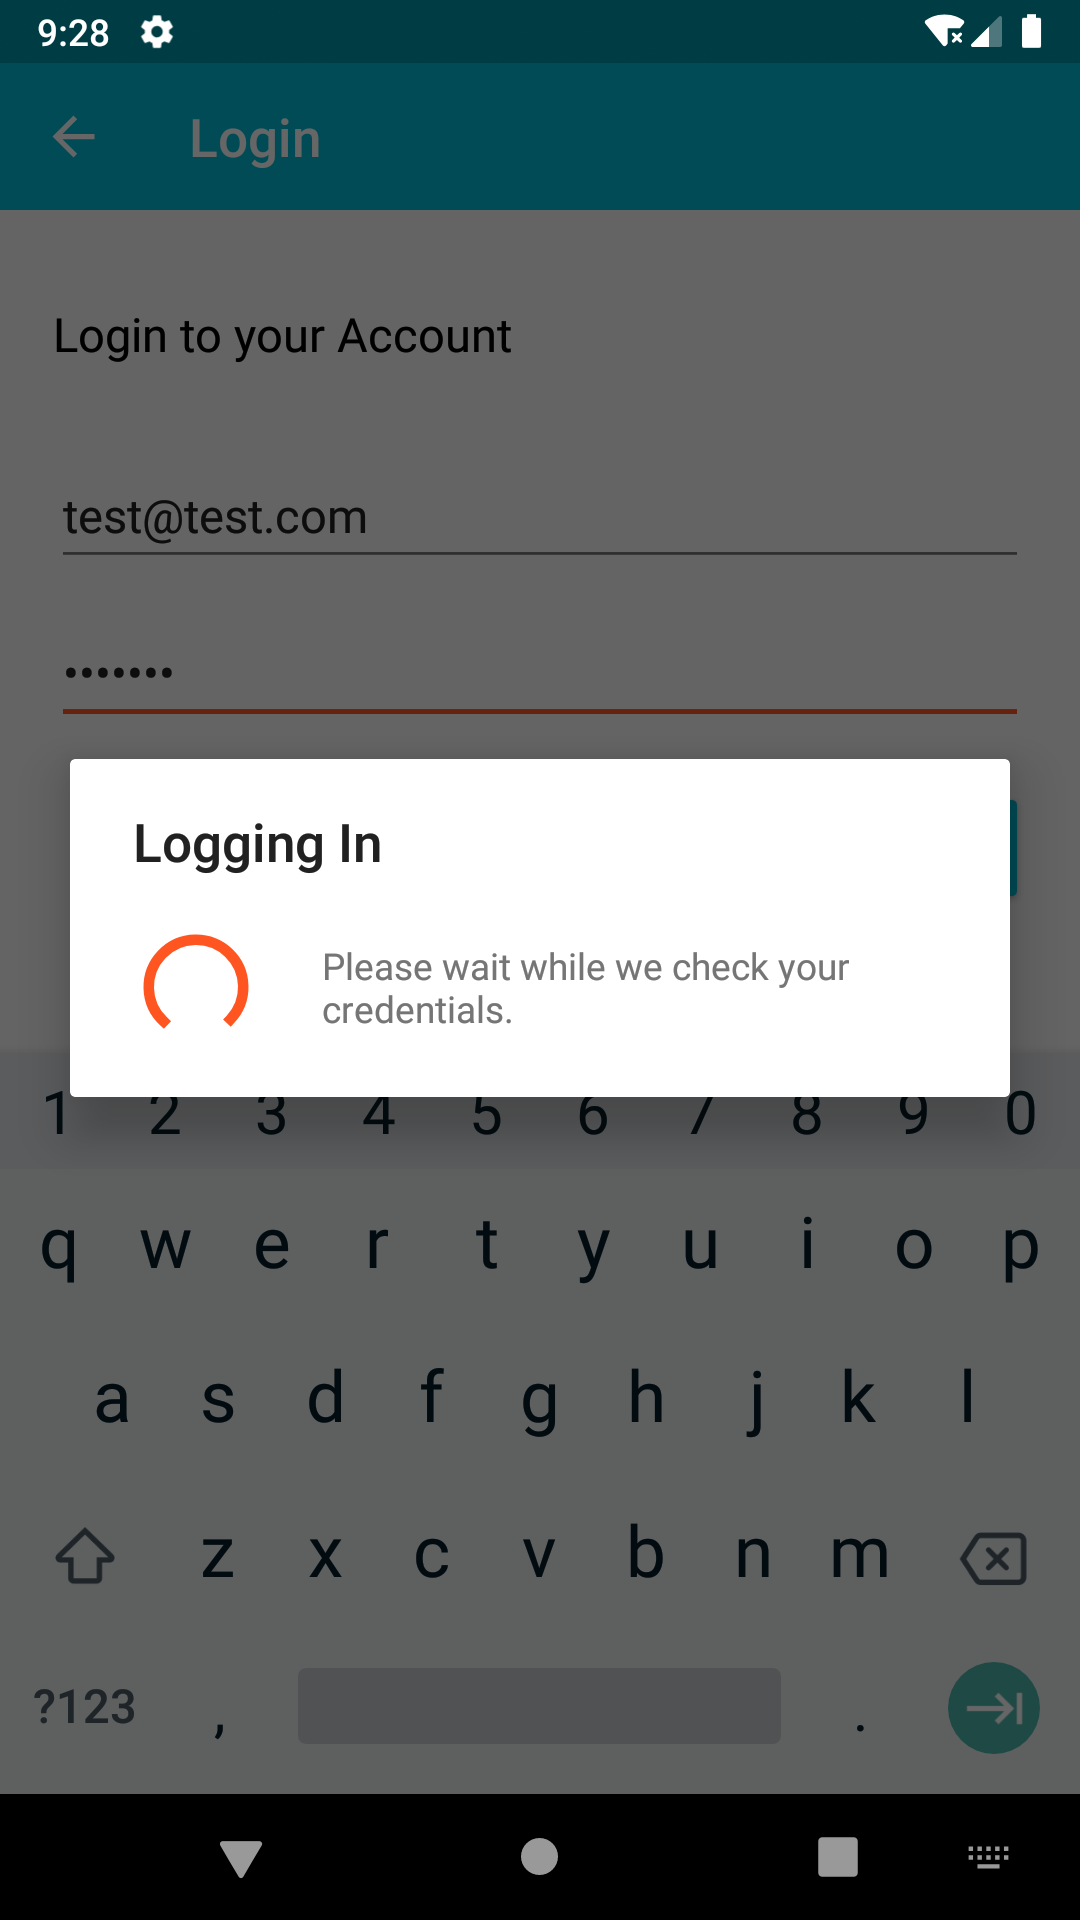 9:28
Login
Login to your Account
test@test.com
•••••••
Logging In
Please wait while we check your
credentials.
1 2 3 4 5 6 7 8 9 0
q w e r t y u i o p
a s d f g h j k l
z x c v b n m
?123 , .